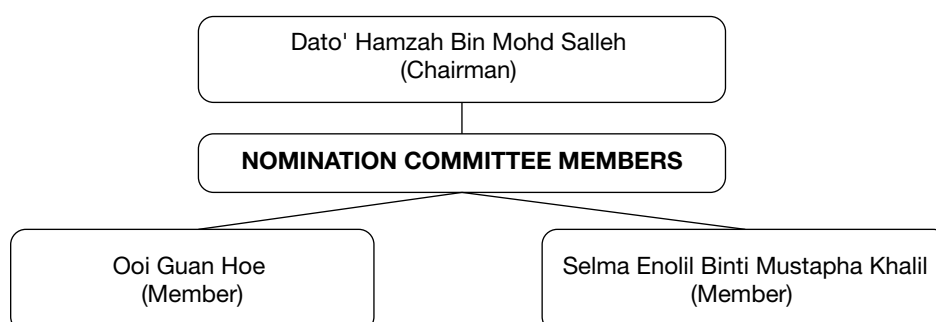 Dato' Hamzah Bin Mohd Salleh
(Chairman)
NOMINATION COMMITTEE MEMBERS
Ooi Guan Hoe
(Member)
Selma Enolil Binti Mustapha Khalil
(Member)